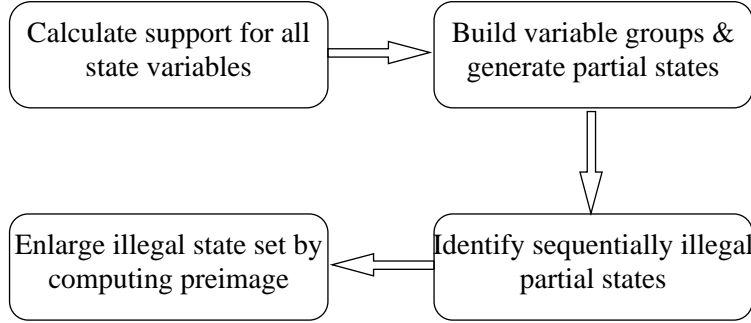 Calculate support for all
state variables
Build variable groups &
generate partial states
Identify sequentially illegal
partial states
Enlarge illegal state set by
computing preimage